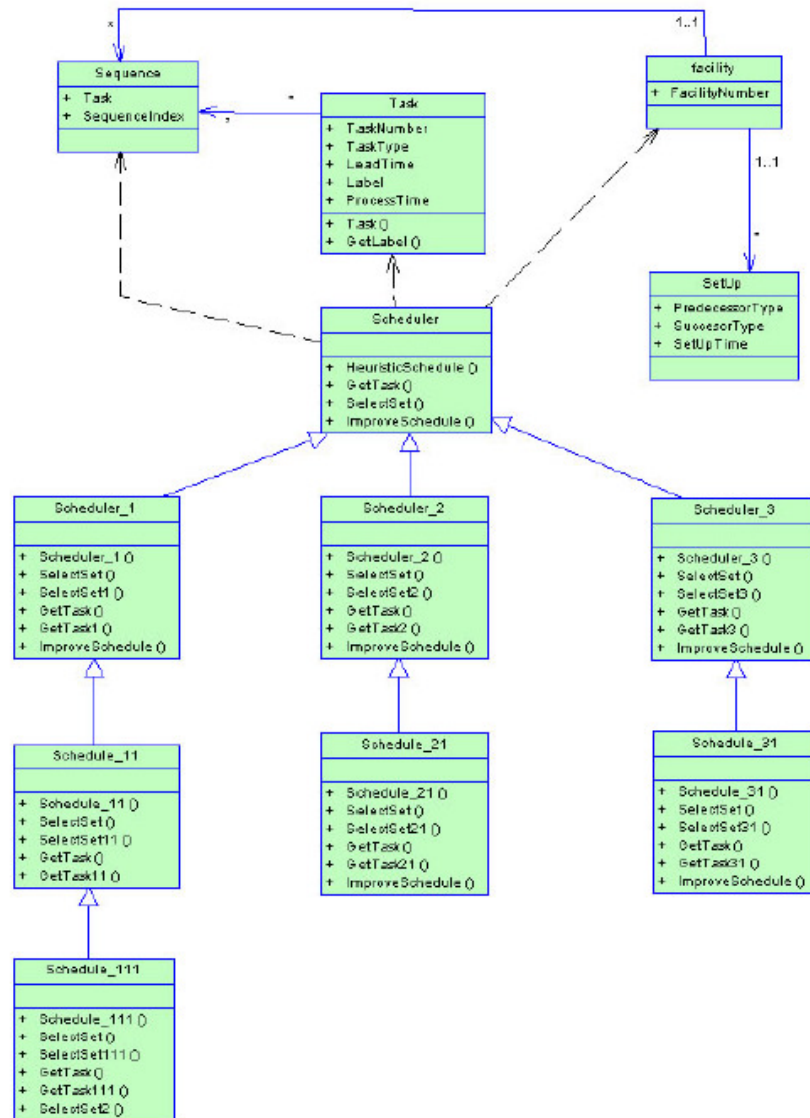 *
1..1
Sequence
+ Task
+ SequenceIndex
facility
+ FacilityNumber
*
Task
+ TaskNumber
+ TaskType
+ LeadTime
+ Label
+ ProcessTime
+ Task()
+ GetLabel()
1..1
*
SetUp
+ PredecessorType
+ SuccesorType
+ SetUpTime
Scheduler
+ HeuristicSchedule()
+ GetTask()
+ SelectSet()
+ ImproveSchedule()
Scheduler_1
+ Scheduler_1()
+ SelectSet()
+ SelectSet1()
+ GetTask()
+ GetTask1()
+ ImproveSchedule()
Scheduler_2
+ Scheduler_2()
+ SelectSet()
+ SelectSet2()
+ GetTask()
+ GetTask2()
+ ImproveSchedule()
Scheduler_3
+ Scheduler_3()
+ SelectSet()
+ SelectSet3()
+ GetTask()
+ GetTask3()
+ ImproveSchedule()
Schedule_11
+ Schedule_11()
+ SelectSet()
+ SelectSet11()
+ GetTask()
+ GetTask11()
Schedule_21
+ Schedule_21()
+ SelectSet()
+ SelectSet21()
+ GetTask()
+ GetTask21()
+ ImproveSchedule()
Schedule_31
+ Schedule_31()
+ SelectSet()
+ SelectSet31()
+ GetTask()
+ GetTask31()
+ ImproveSchedule()
Schedule_111
+ Schedule_111()
+ SelectSet()
+ SelectSet111()
+ GetTask()
+ GetTask111()
+ SelectSet2()